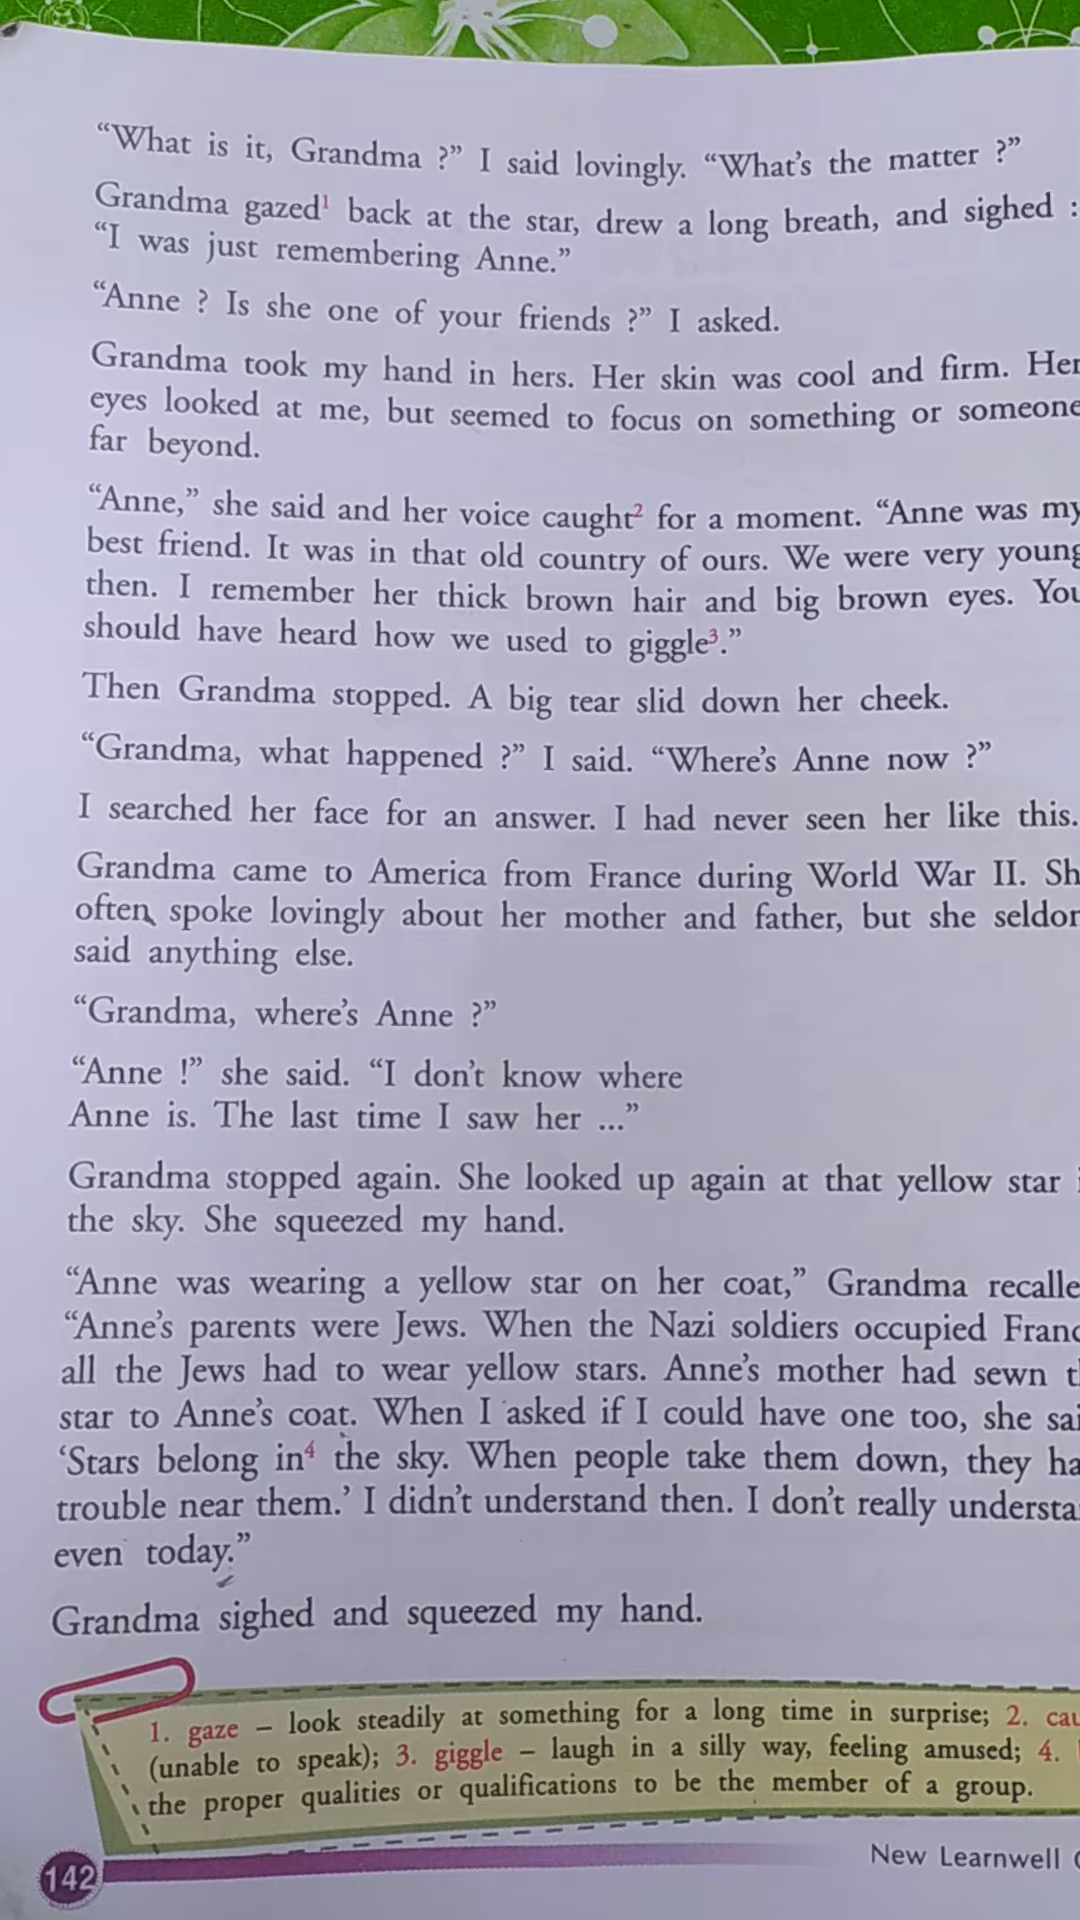 “What is it, Grandma ?” I said lovingly. “What’s the matter ?”
Grandma gazed¹ back at the star, drew a long breath, and sighed :
“I was just remembering Anne.”
“Anne ? Is she one of your friends ?” I asked.
Grandma took my hand in hers. Her skin was cool and firm. Her
eyes looked at me, but seemed to focus on something or someone
far beyond.
“Anne,” she said and her voice caught² for a moment. “Anne was my
best friend. It was in that old country of ours. We were very young
then. I remember her thick brown hair and big brown eyes. You
should have heard how we used to giggle³.”
Then Grandma stopped. A big tear slid down her cheek.
“Grandma, what happened ?” I said. “Where’s Anne now ?”
I searched her face for an answer. I had never seen her like this.
Grandma came to America from France during World War II. Sh
often spoke lovingly about her mother and father, but she seldom
said anything else.
“Grandma, where’s Anne ?”
“Anne !” she said. “I don’t know where
Anne is. The last time I saw her ...”
Grandma stopped again. She looked up again at that yellow star
the sky. She squeezed my hand.
“Anne was wearing a yellow star on her coat,” Grandma recalle
“Anne’s parents were Jews. When the Nazi soldiers occupied Franc
all the Jews had to wear yellow stars. Anne’s mother had sewn
star to Anne’s coat. When I asked if I could have one too, she sai
‘Stars belong in⁴ the sky. When people take them down, they ha
trouble near them.’ I didn’t understand then. I don’t really understa
even today.”
Grandma sighed and squeezed my hand.
1. gaze – look steadily at something for a long time in surprise; 2. cau
(unable to speak); 3. giggle – laugh in a silly way, feeling amused; 4.
the proper qualities or qualifications to be the member of a group.
142
New Learnwell